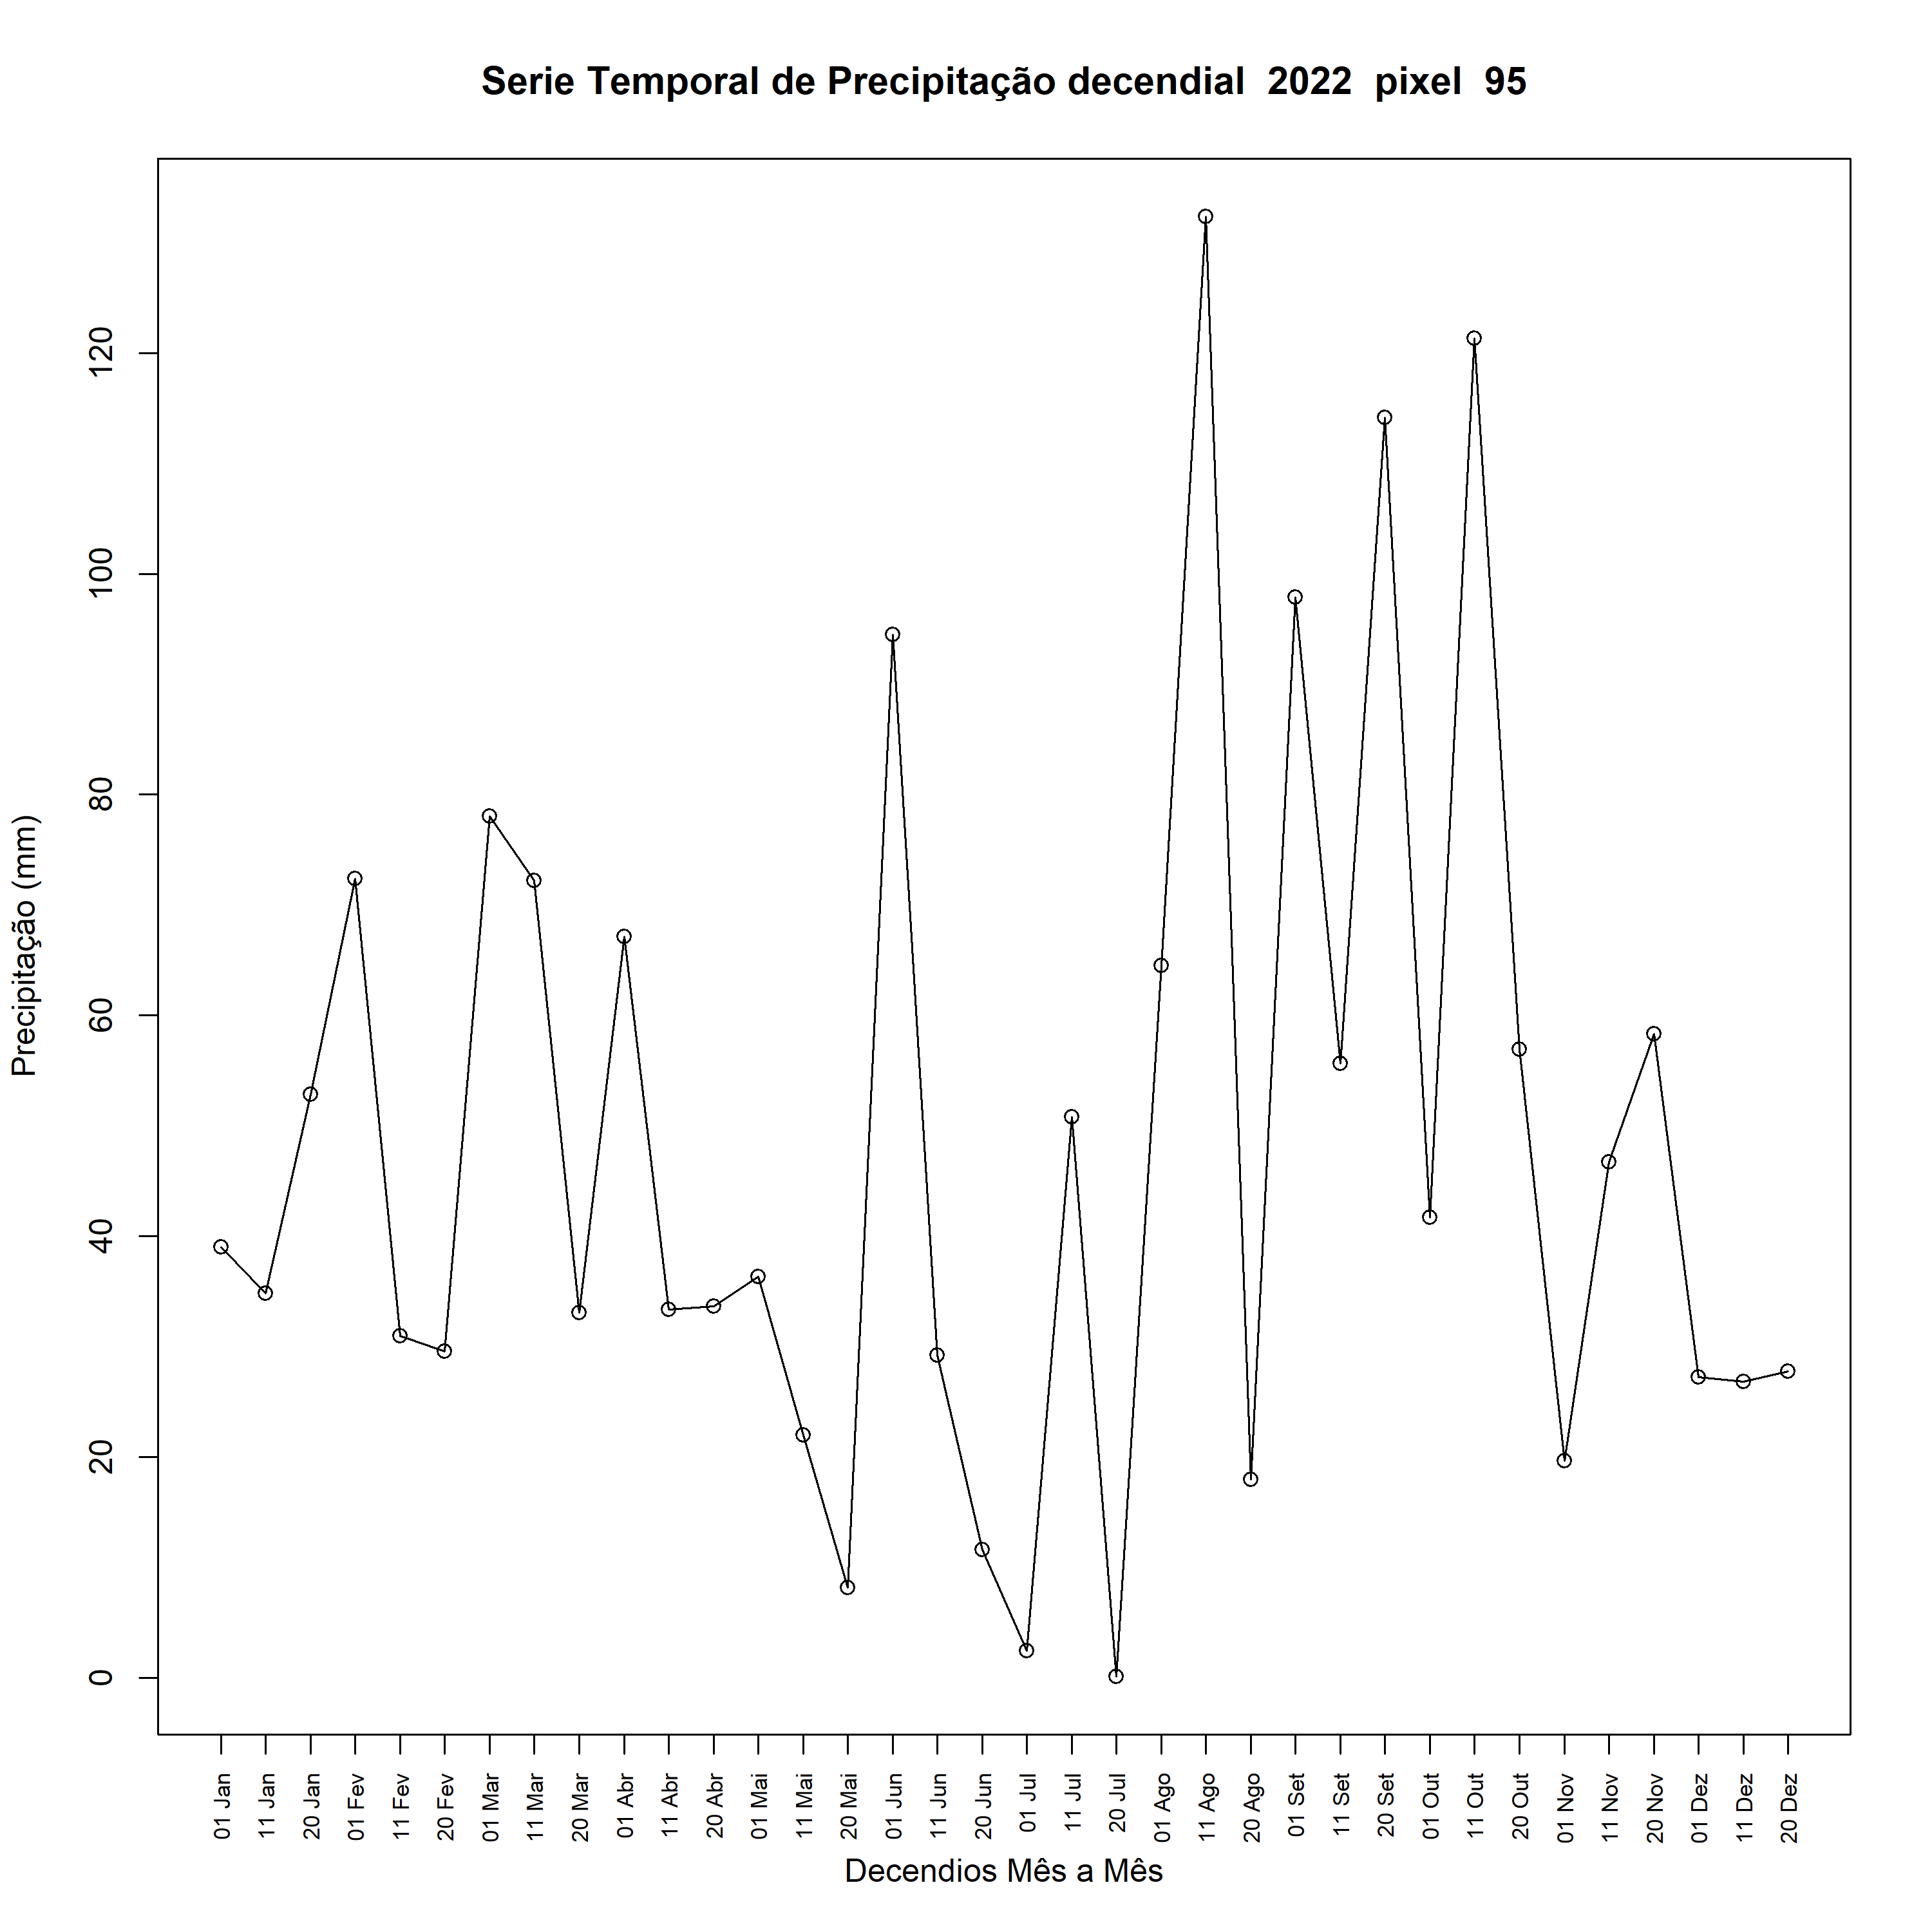 Serie Temporal de Precipitação decendial  2022  pixel  95
Precipitação (mm)
120
100
80
60
40
20
0
01 Jan
11 Jan
20 Jan
01 Fev
11 Fev
20 Fev
01 Mar
11 Mar
20 Mar
01 Abr
11 Abr
20 Abr
01 Mai
11 Mai
20 Mai
01 Jun
11 Jun
20 Jun
01 Jul
11 Jul
20 Jul
01 Ago
11 Ago
20 Ago
01 Set
11 Set
20 Set
01 Out
11 Out
20 Out
01 Nov
11 Nov
20 Nov
01 Dez
11 Dez
20 Dez
Decendios Mês a Mês